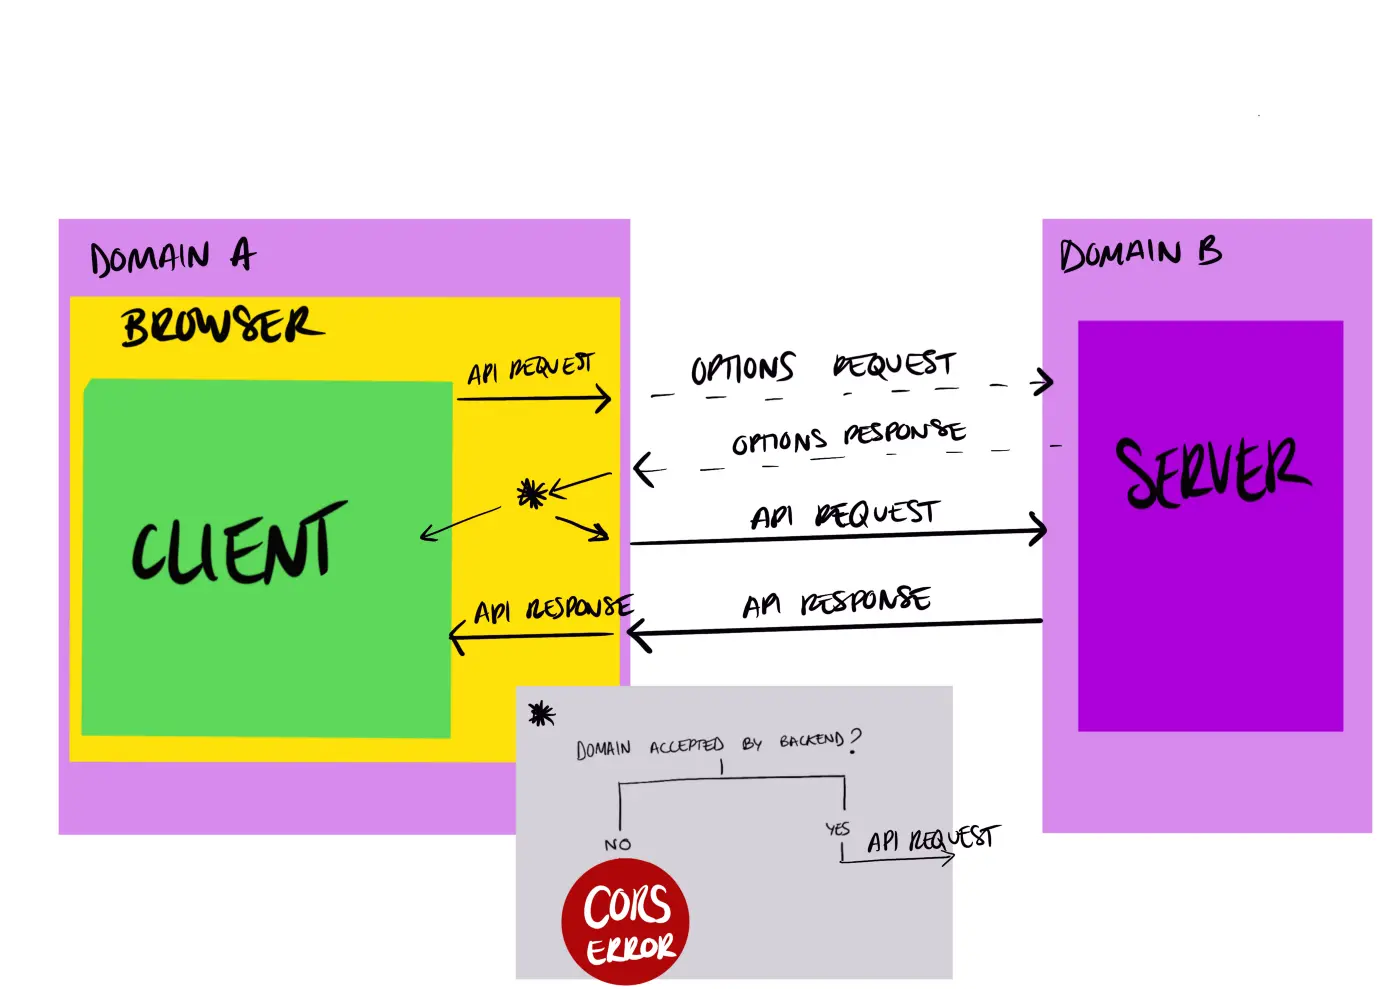 DOMAIN A
BROWSER
CLIENT
API REQUEST
OPTIONS REQUEST
OPTIONS RESPONSE
API REQUEST
API RESPONSE
API RESPONSE
DOMAIN B
SERVER
DOMAIN ACCEPTED BY BACKEND?
NO
YES
API REQUEST
CORS
ERROR